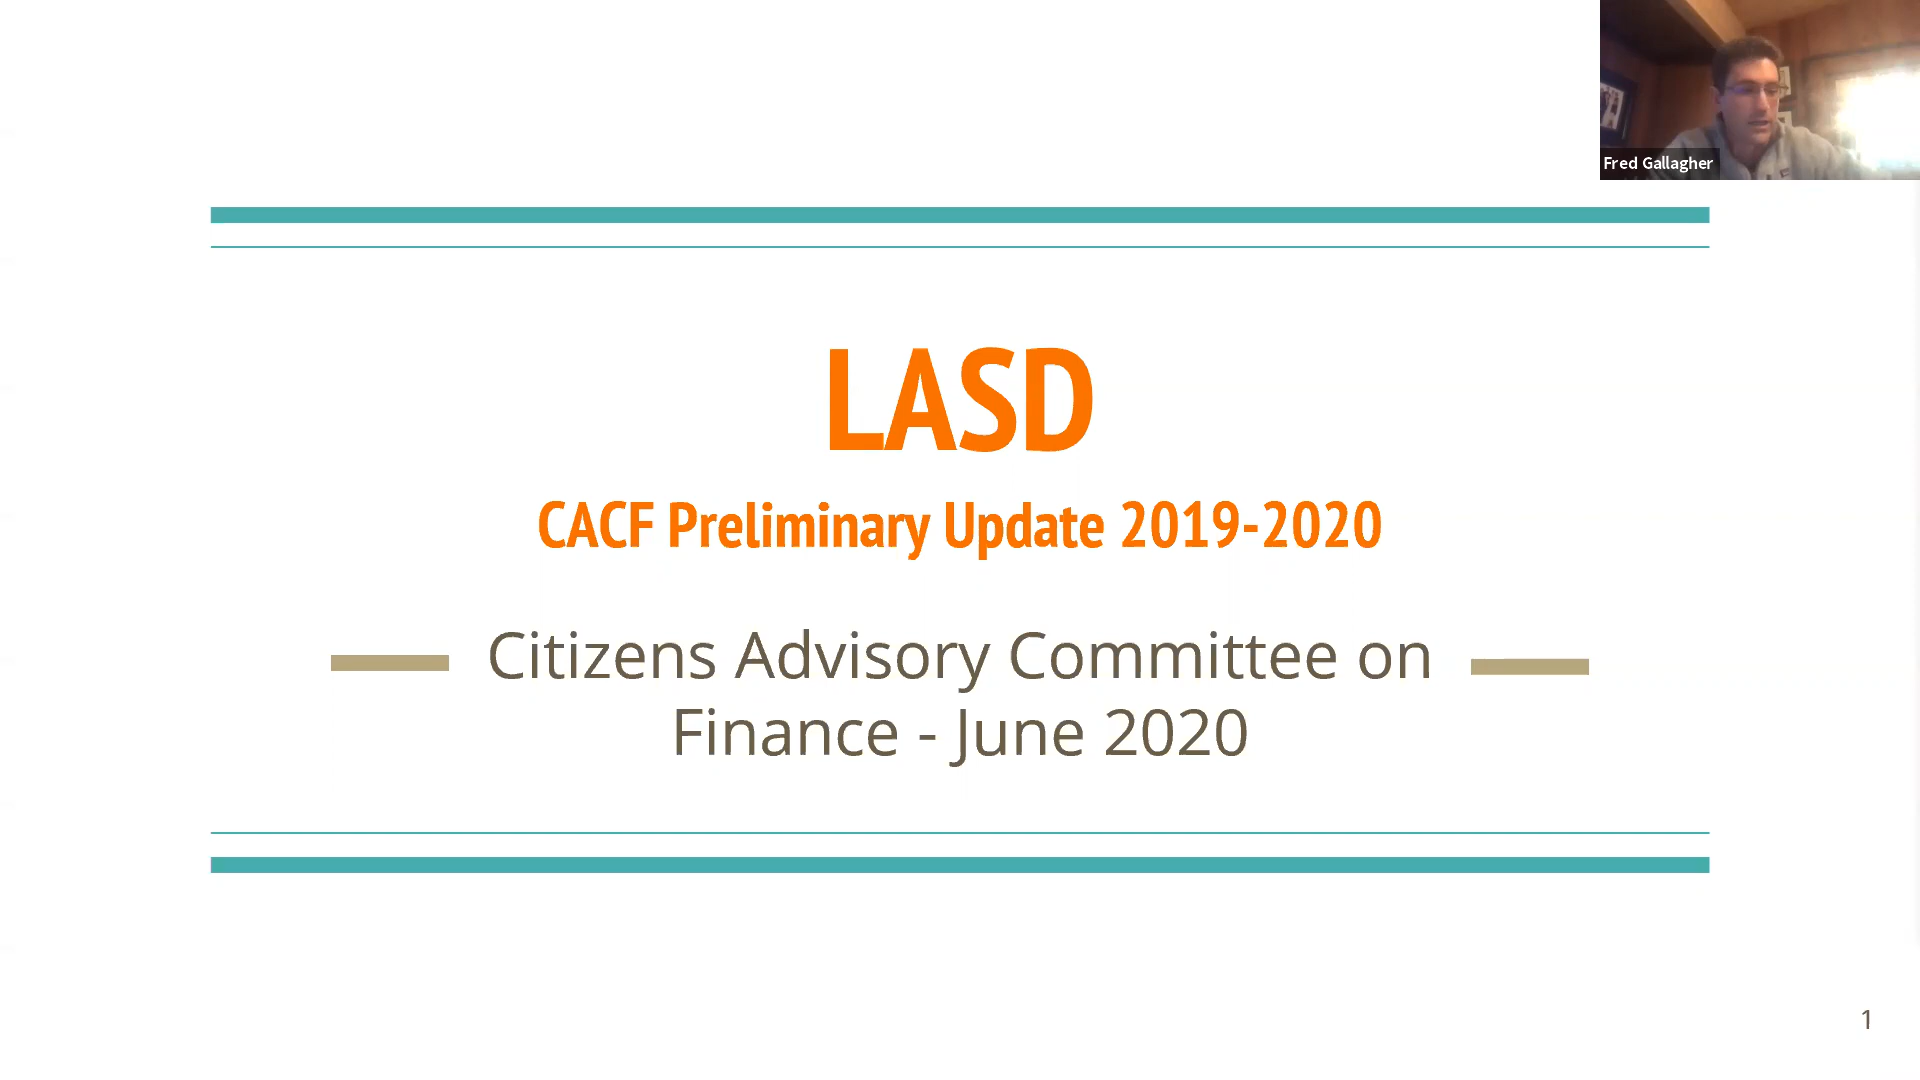 Fred Gallagher
LASD
CACF Preliminary Update 2019-2020
Citizens Advisory Committee on
Finance - June 2020
1